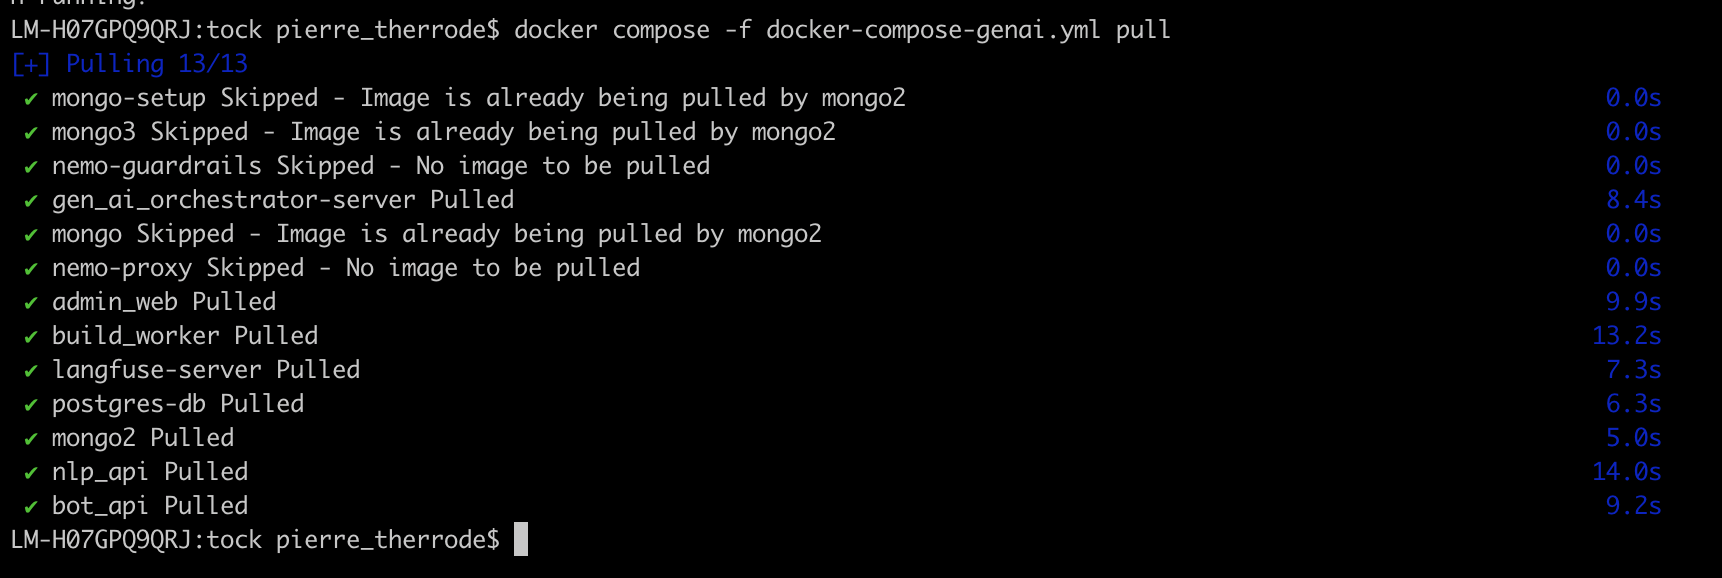 running.
LM-H07GPQ9QRJ:tock pierre_therrode$ docker compose -f docker-compose-genai.yml pull
[+] Pulling 13/13
✔ mongo-setup Skipped - Image is already being pulled by mongo2 0.0s
✔ mongo3 Skipped - Image is already being pulled by mongo2 0.0s
✔ nemo-guardrails Skipped - No image to be pulled 0.0s
✔ gen_ai_orchestrator-server Pulled 8.4s
✔ mongo Skipped - Image is already being pulled by mongo2 0.0s
✔ nemo-proxy Skipped - No image to be pulled 0.0s
✔ admin_web Pulled 9.9s
✔ build_worker Pulled 13.2s
✔ langfuse-server Pulled 7.3s
✔ postgres-db Pulled 6.3s
✔ mongo2 Pulled 5.0s
✔ nlp_api Pulled 14.0s
✔ bot_api Pulled 9.2s
LM-H07GPQ9QRJ:tock pierre_therrode$